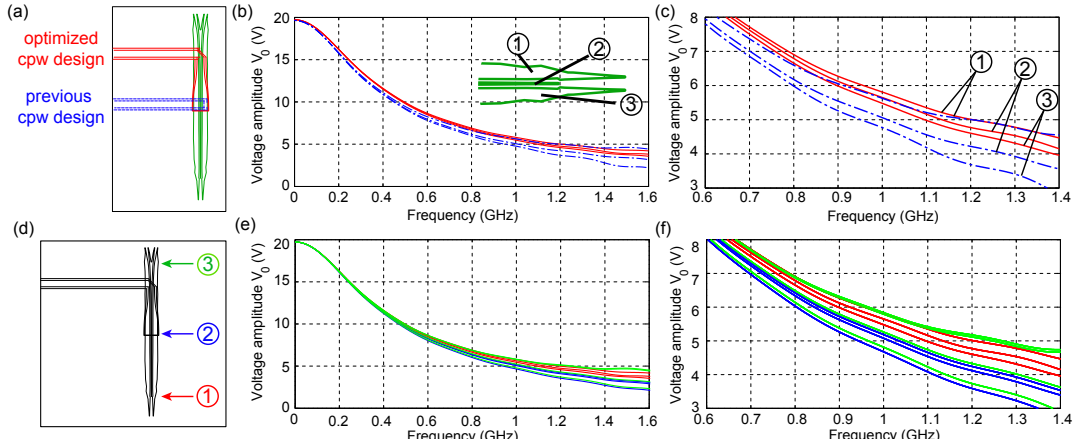 (a)
optimized
cpw design
previous
cpw design
(b)
Voltage amplitude V0 (V)
20
15
10
5
0
0 0.2 0.4 0.6 0.8 1 1.2 1.4 1.6
Frequency (GHz)
①
②
③
(c)
Voltage amplitude V0 (V)
8
7
6
5
4
3
0.6 0.7 0.8 0.9 1 1.1 1.2 1.3 1.4
Frequency (GHz)
①
②
③
(d)
③
②
①
(e)
Voltage amplitude V0 (V)
20
15
10
5
0
0 0.2 0.4 0.6 0.8 1 1.2 1.4 1.6
Frequency (GHz)
(f)
Voltage amplitude V0 (V)
8
7
6
5
4
3
0.6 0.7 0.8 0.9 1 1.1 1.2 1.3 1.4
Frequency (GHz)